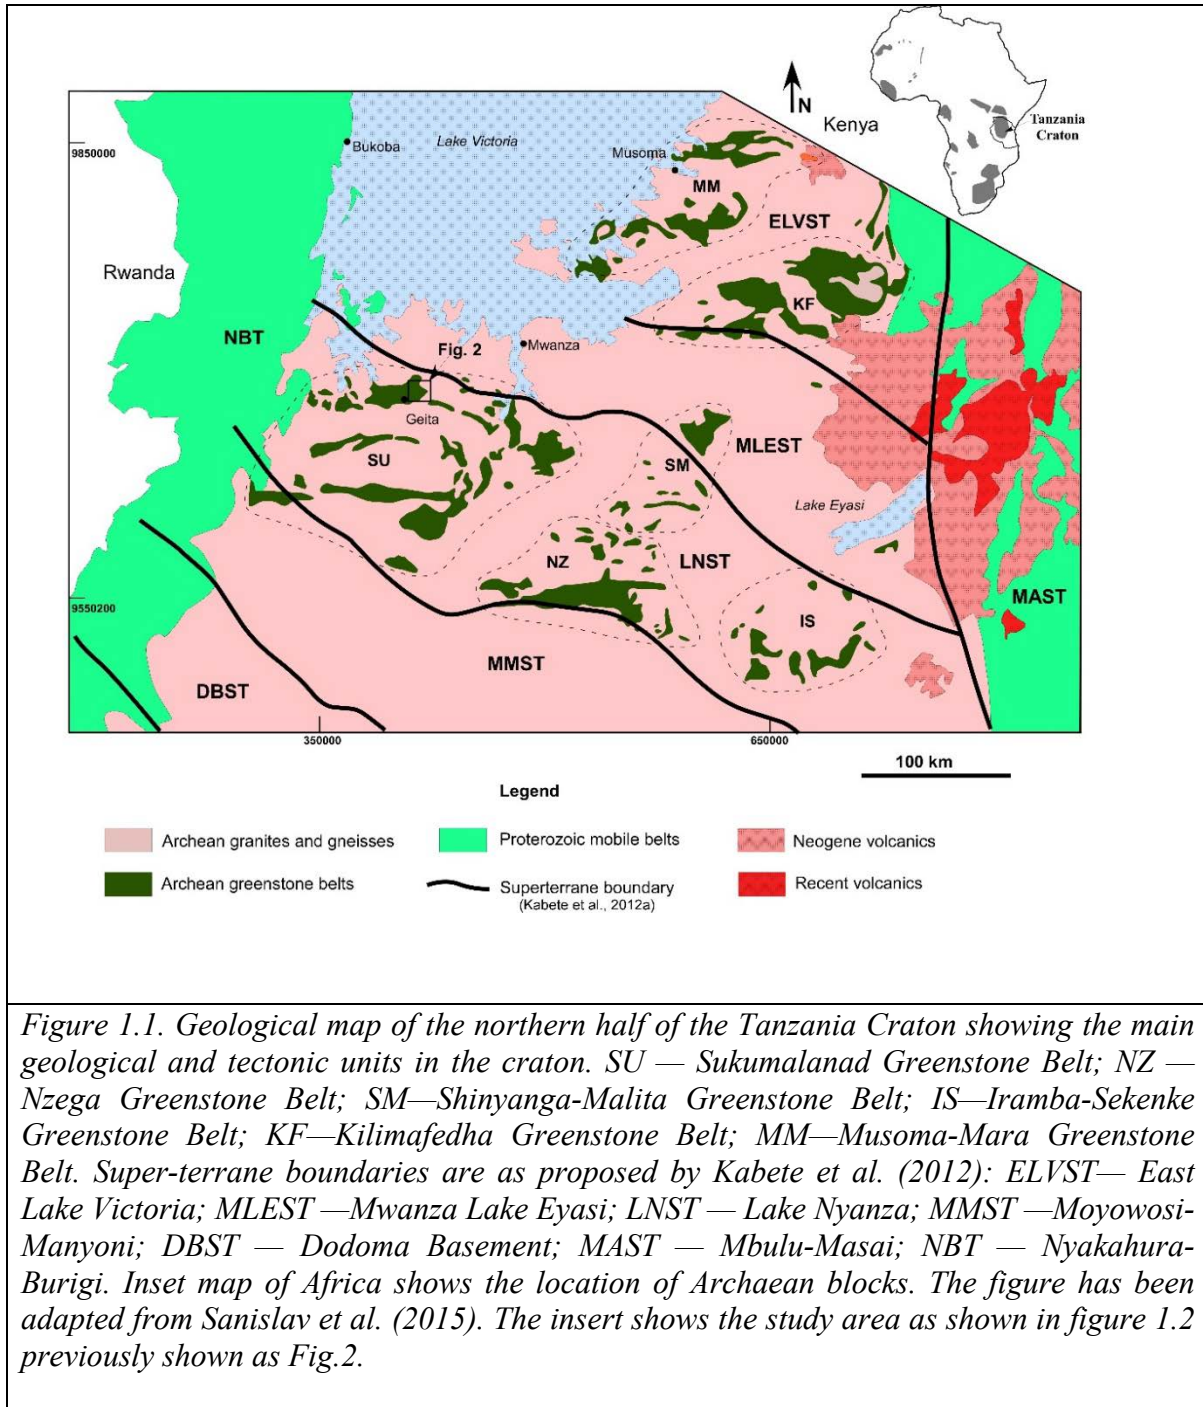 N
Kenya
Tanzania
Craton
9850000
Bukoba
Lake Victoria
Musoma
MM
ELVST
Rwanda
KF
NBT
Fig. 2
Mwanza
Geita
SU
SM
MLEST
Lake Eyasi
NZ
LNST
9550200
IS
MAST
MMST
DBST
350000
650000
100 km
Legend
Archean granites and gneisses
Proterozoic mobile belts
Neogene volcanics
Archean greenstone belts
Superterrane boundary
(Kabete et al., 2012a)
Recent volcanics
Figure 1.1. Geological map of the northern half of the Tanzania Craton showing the main
geological and tectonic units in the craton. SU — Sukumalanad Greenstone Belt; NZ —
Nzega Greenstone Belt; SM—Shinyanga-Malita Greenstone Belt; IS—Iramba-Sekenke
Greenstone Belt; KF—Kilimafedha Greenstone Belt; MM—Musoma-Mara Greenstone
Belt. Super-terrane boundaries are as proposed by Kabete et al. (2012): ELVST— East
Lake Victoria; MLEST —Mwanza Lake Eyasi; LNST — Lake Nyanza; MMST —Moyowosi-
Manyoni; DBST — Dodoma Basement; MAST — Mbulu-Masai; NBT — Nyakahura-
Burigi. Inset map of Africa shows the location of Archaean blocks. The figure has been
adapted from Sanislav et al. (2015). The insert shows the study area as shown in figure 1.2
previously shown as Fig.2.